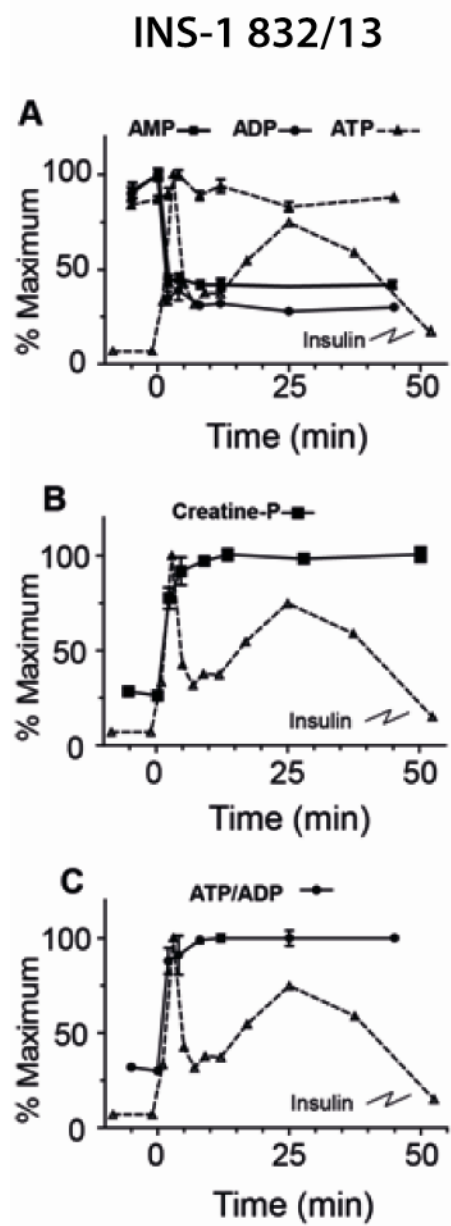 INS-1 832/13
A
AMP ADP ATP
100
50
0
% Maximum
Insulin
0 25 50
Time (min)
B
Creatine-P
100
50
0
% Maximum
Insulin
0 25 50
Time (min)
C
ATP/ADP
100
50
0
% Maximum
Insulin
0 25 50
Time (min)